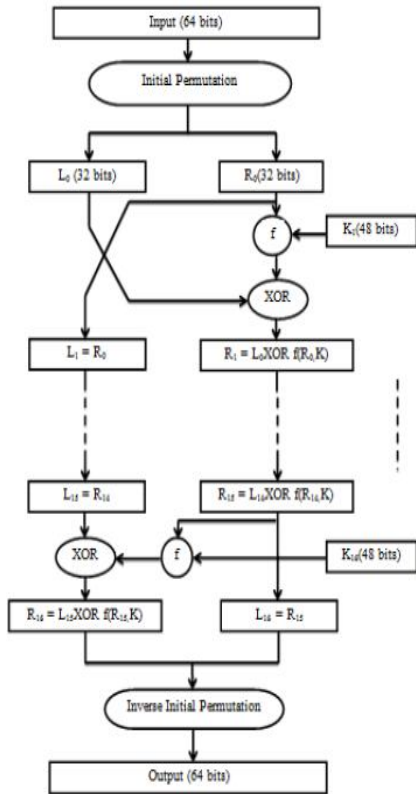 Input (64 bits)
Initial Permutation
L₀ (32 bits)
R₀(32 bits)
f
K₁(48 bits)
XOR
L₁ = R₀
R₁ = L₀XOR f(R₀,K)
L₁₅ = R₁₄
R₁₅ = L₁₄XOR f(R₁₄,K)
XOR
f
K₁₆(48 bits)
R₁₆ = L₁₅XOR f(R₁₅,K)
L₁₆ = R₁₅
Inverse Initial Permutation
Output (64 bits)